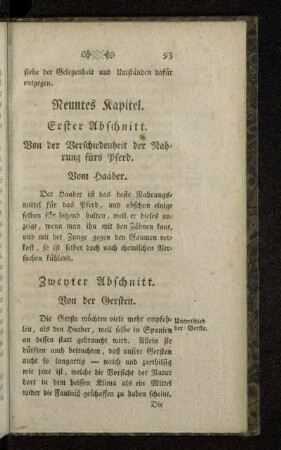 93
siehe der Gelegenheit und Umständen dafür
entgegen.
Neuntes Kapitel.
Erster Abschnitt.
Von der Verschiedenheit der Nah-
rung fürs Pferd.
Vom Haaber.
Der Haaber ist das beste Nahrungs-
mittel für das Pferd, und obschon einige
selben für hitzend halten, weil er dieses an-
zeigt, wenn man ihn mit den Zähnen kaut,
und mit der Zunge gegen den Gaumen ver-
kost, so ist selber doch nach chemischen Ver-
suchen kühlend.
Zweyter Abschnitt.
Von der Gersten.
Die Gerste möchten viele mehr empfeh-
len, als den Haaber, weil selbe in Spanien
an dessen statt gebraucht wird. Allein sie
dürften auch betrachten, daß unsere Gersten
nicht so langartig — welch und zertheilig
wie jene ist, welche die Vorsicht der Natur
dort in dem heissen Klima als ein Mittel
wider die Fäulniß geschaffen zu haben scheint.
Unterschied
der Gerste.
Die